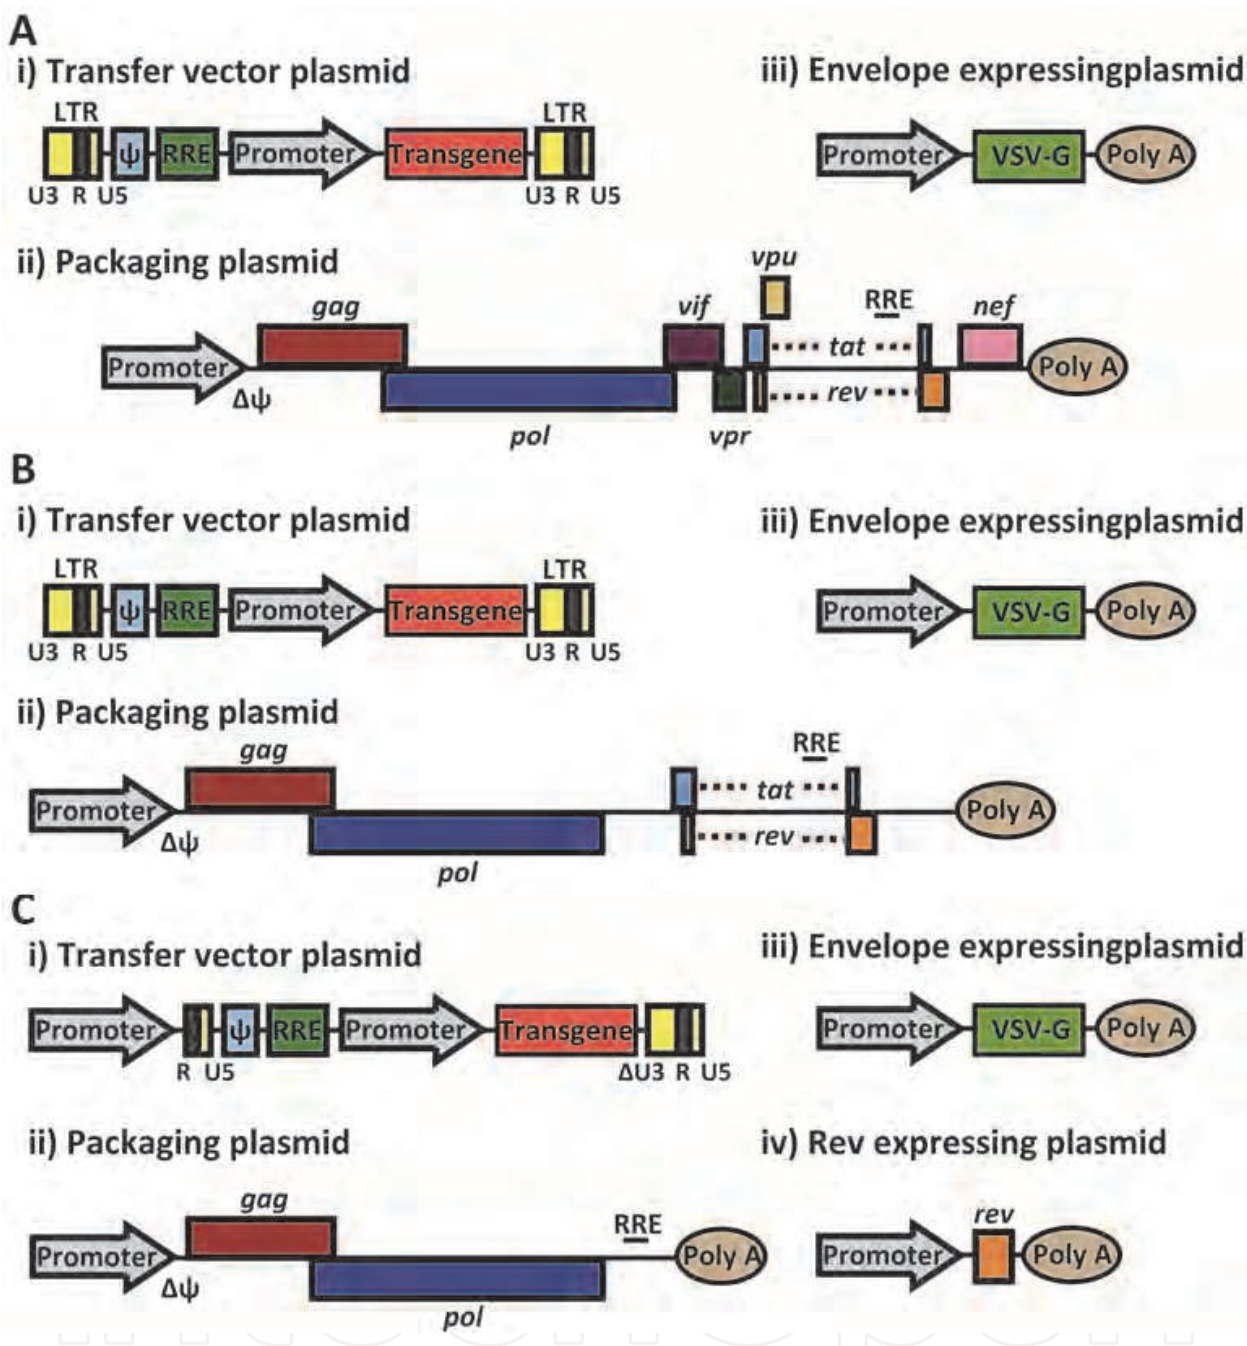 A
i) Transfer vector plasmid
iii) Envelope expressingplasmid
LTR LTR
ψ RRE Promoter Transgene
U3 R U5 U3 R U5
Promoter VSV-G Poly A
ii) Packaging plasmid
vpu
gag vif RRE nef
Promoter tat Poly A
Δψ rev
pol vpr
B
i) Transfer vector plasmid
iii) Envelope expressingplasmid
LTR LTR
ψ RRE Promoter Transgene
U3 R U5 U3 R U5
Promoter VSV-G Poly A
ii) Packaging plasmid
gag RRE
Promoter tat Poly A
Δψ rev
pol
C
i) Transfer vector plasmid
iii) Envelope expressingplasmid
Promoter ψ RRE Promoter Transgene
R U5 ΔU3 R U5
Promoter VSV-G Poly A
ii) Packaging plasmid
iv) Rev expressing plasmid
gag RRE
Promoter Poly A
Δψ
pol
rev
Promoter Poly A